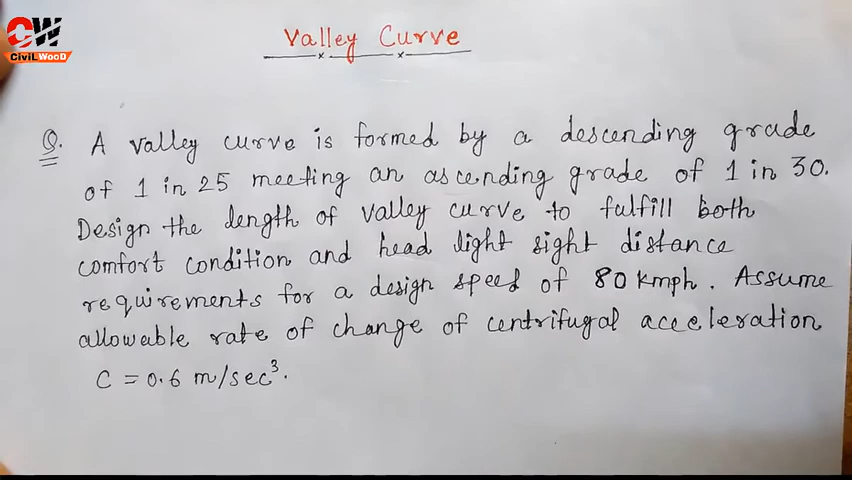 CW
CiviL WooD
Valley Curve
Q. A valley curve is formed by a descending grade
of 1 in 25 meeting an ascending grade of 1 in 30.
Design the length of valley curve to fulfill both
comfort condition and head light sight distance
requirements for a design speed of 80 kmph. Assume
allowable rate of change of centrifugal acceleration
C = 0.6 m/sec³.